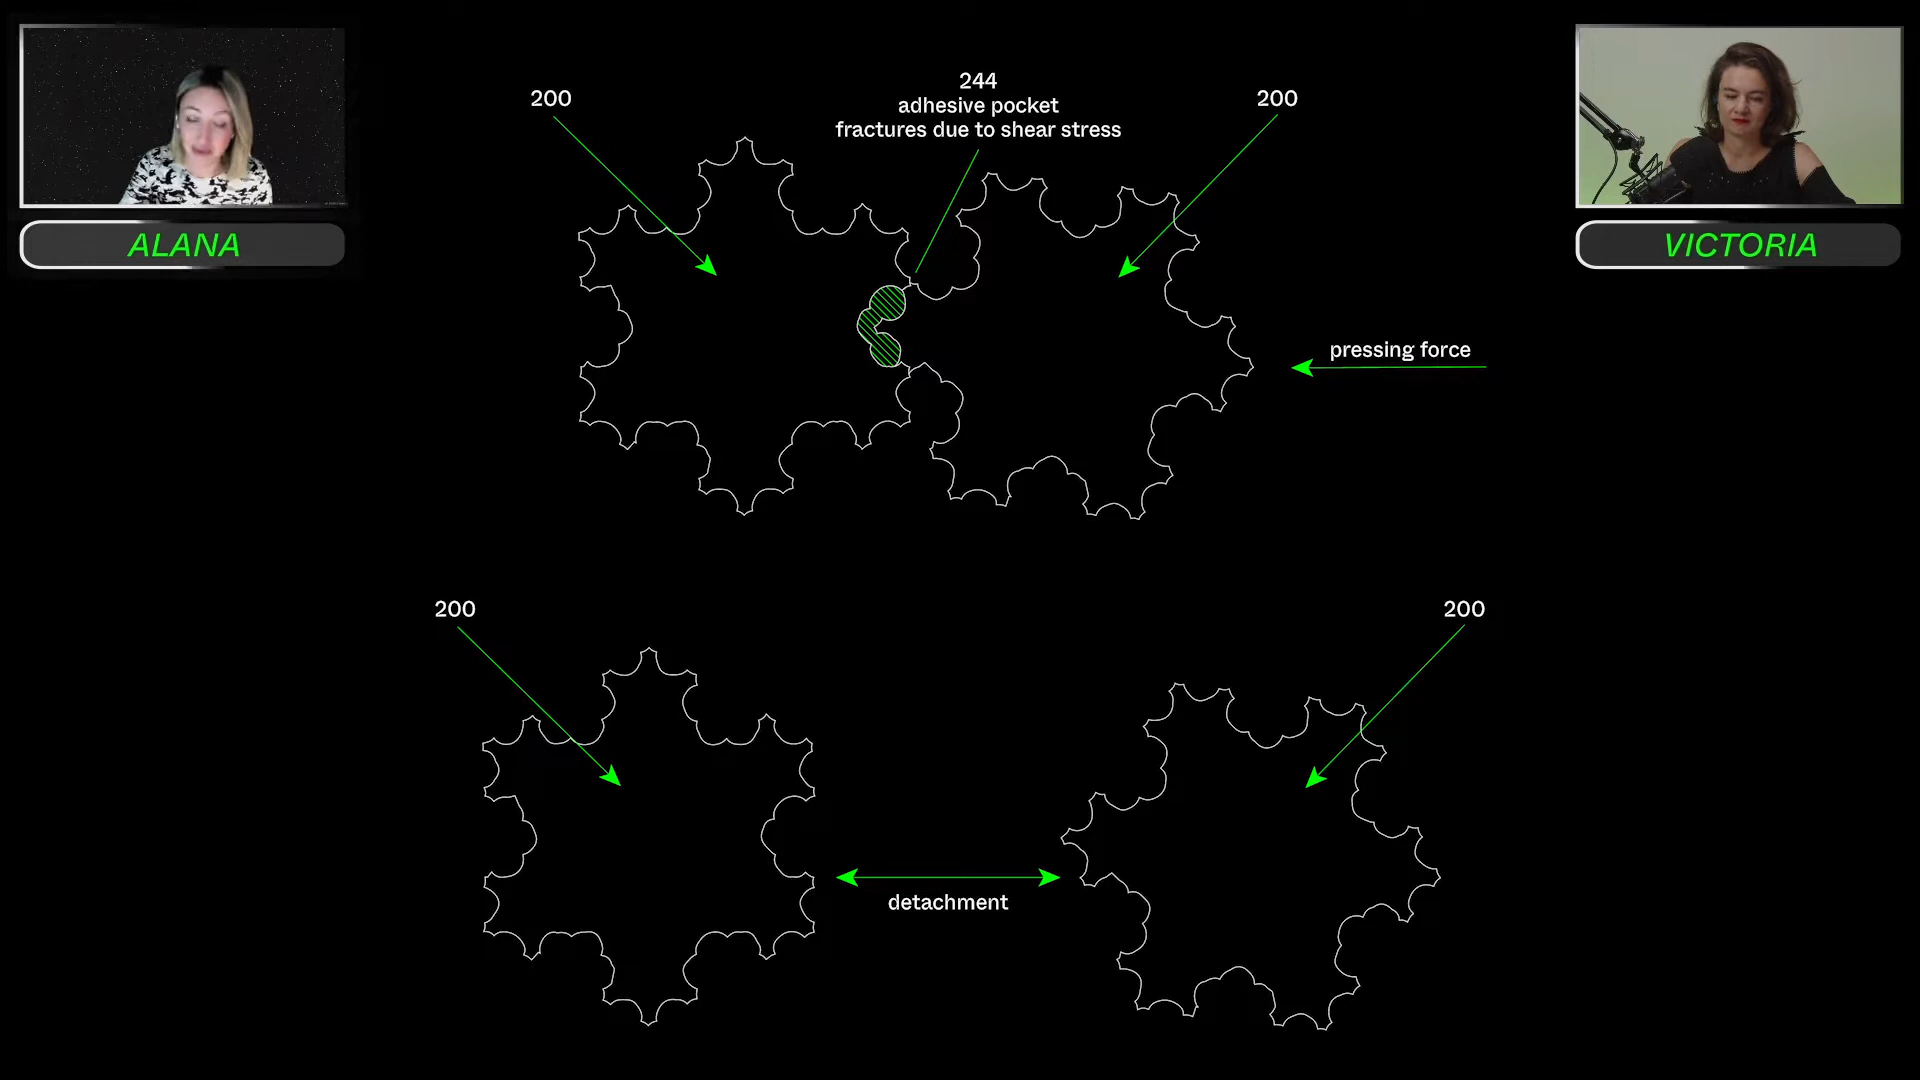 ALANA
VICTORIA
200
244
adhesive pocket
fractures due to shear stress
200
pressing force
200
200
detachment